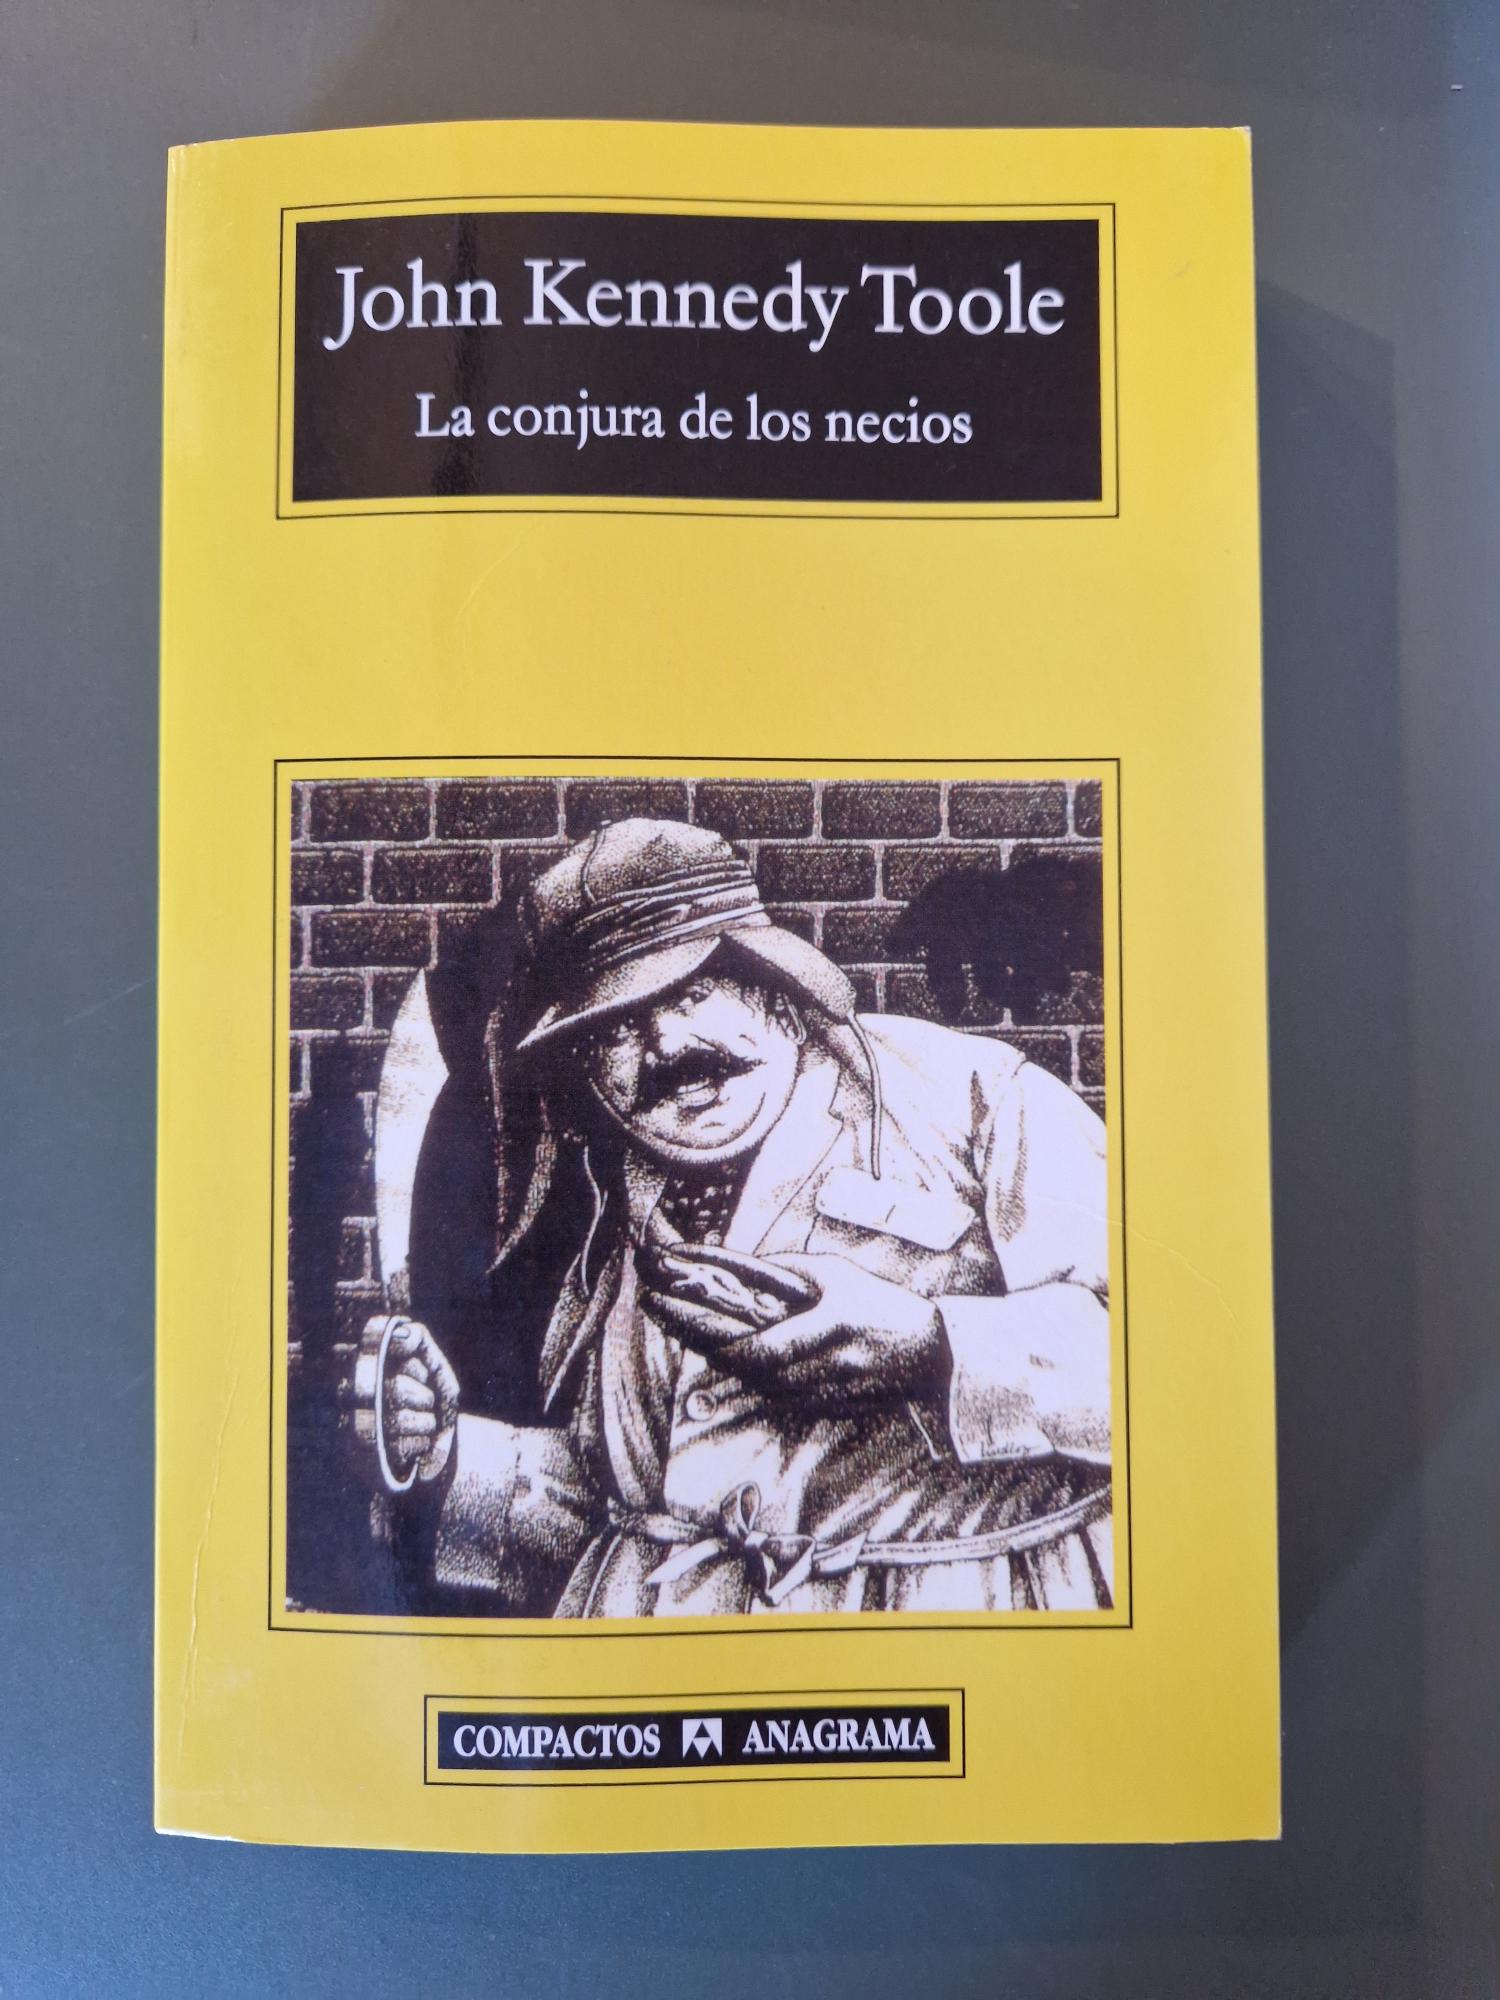 John Kennedy Toole
La conjura de los necios
COMPACTOS ANAGRAMA